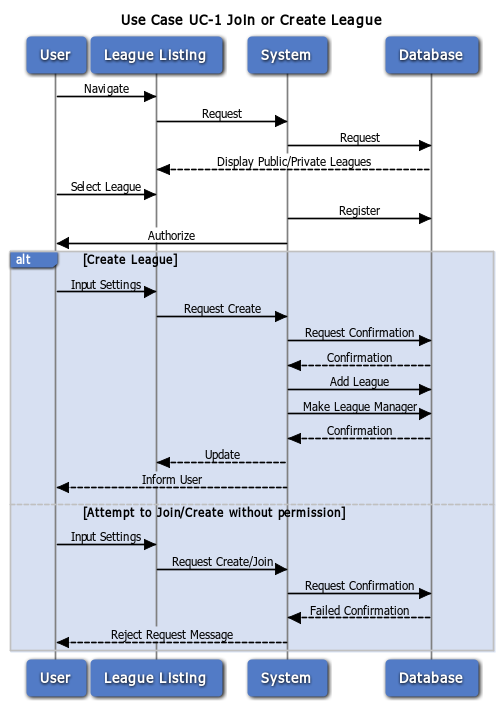 Use Case UC-1 Join or Create League
User
League Listing
System
Database
Navigate
Request
Request
Display Public/Private Leagues
Select League
Register
Authorize
alt
[Create League]
Input Settings
Request Create
Request Confirmation
Confirmation
Add League
Make League Manager
Confirmation
Update
Inform User
[Attempt to Join/Create without permission]
Input Settings
Request Create/Join
Request Confirmation
Failed Confirmation
Reject Request Message
User
League Listing
System
Database